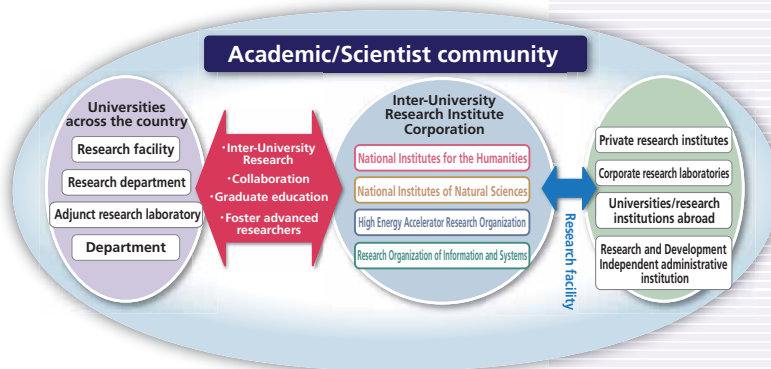 Academic/Scientist community
Universities
across the country
Research facility
Research department
Adjunct research laboratory
Department
・Inter-University
Research
・Collaboration
・Graduate education
・Foster advanced
researchers
Inter-University
Research Institute
Corporation
National Institutes for the Humanities
National Institutes of Natural Sciences
High Energy Accelerator Research Organization
Research Organization of Information and Systems
Research facility
Private research institutes
Corporate research laboratories
Universities/research
institutions abroad
Research and Development
Independent administrative
institution